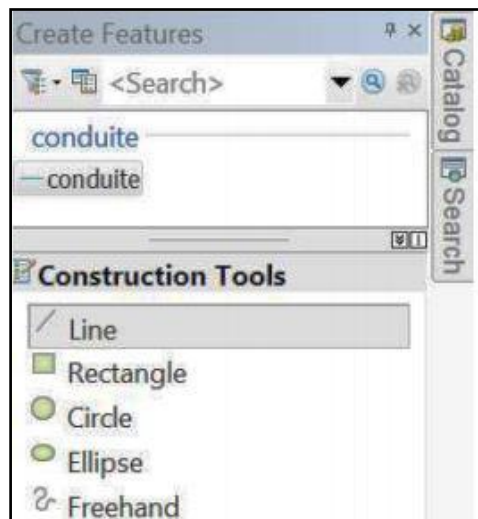 Create Features
<Search>
conduite
conduite
Construction Tools
Line
Rectangle
Circle
Ellipse
Freehand
Catalog
Search